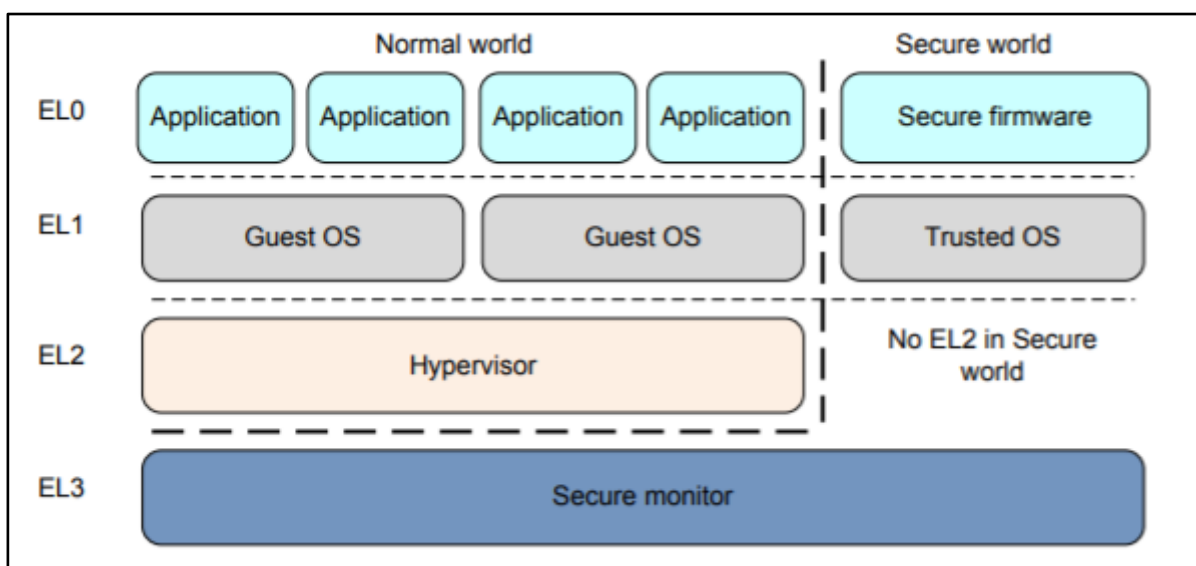 Normal world
Secure world
EL0
Application
Application
Application
Application
Secure firmware
EL1
Guest OS
Guest OS
Trusted OS
EL2
Hypervisor
No EL2 in Secure
world
EL3
Secure monitor